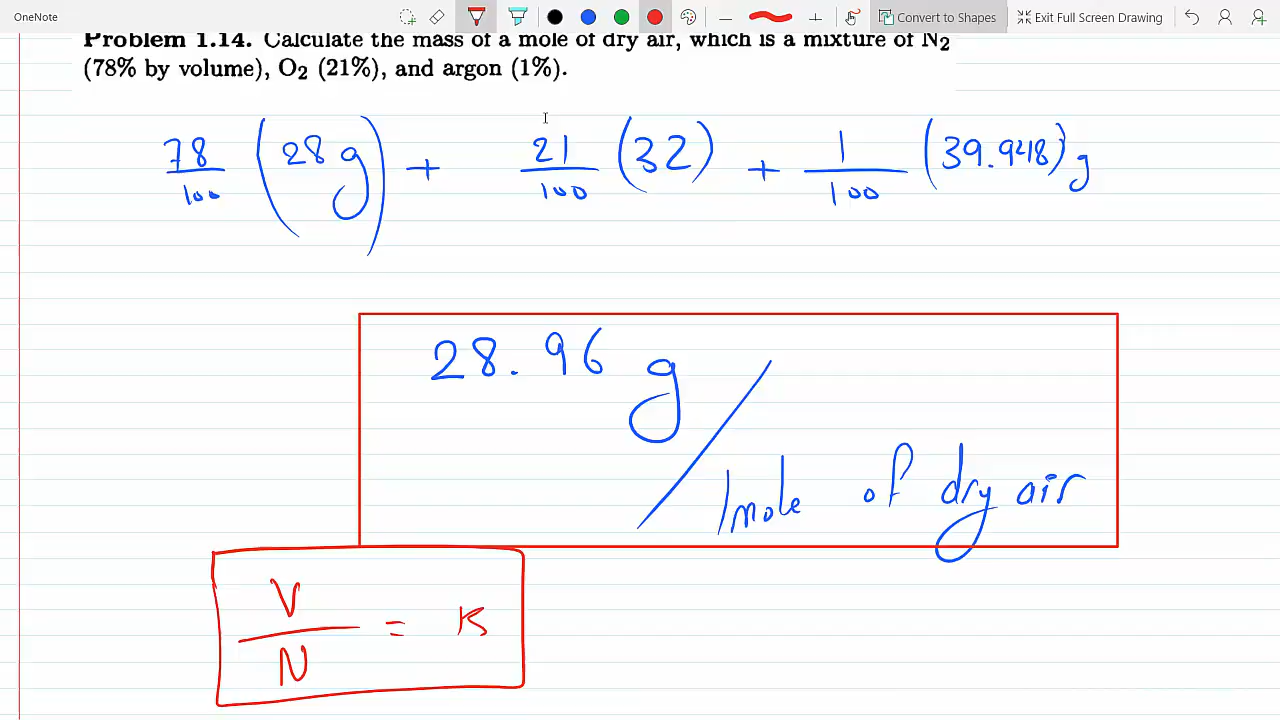 OneNote
Convert to Shapes
Exit Full Screen Drawing
Problem 1.14. Calculate the mass of a mole of dry air, which is a mixture of N₂
(78% by volume), O₂ (21%), and argon (1%).
78/100 (28 g) + 21/100 (32) + 1/100 (39.948) g
28.96 g / 1mole of dry air
V/N = K